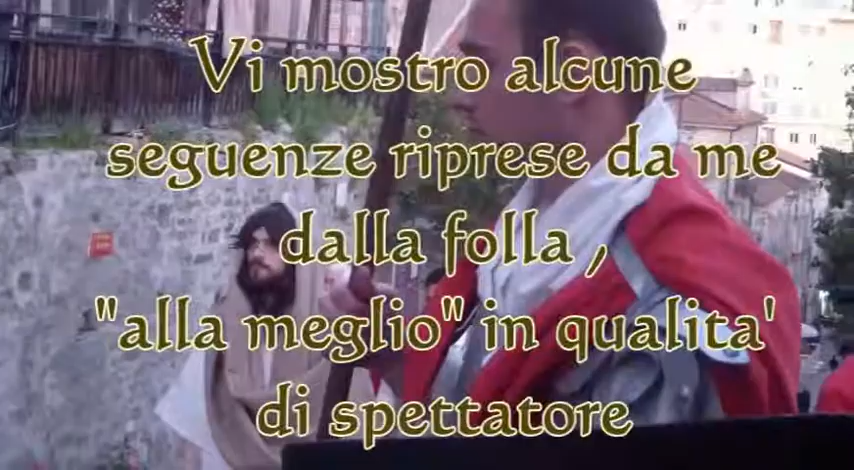 Vi mostro alcune
seguenze riprese da me
dalla folla ,
"alla meglio" in qualita'
di spettatore